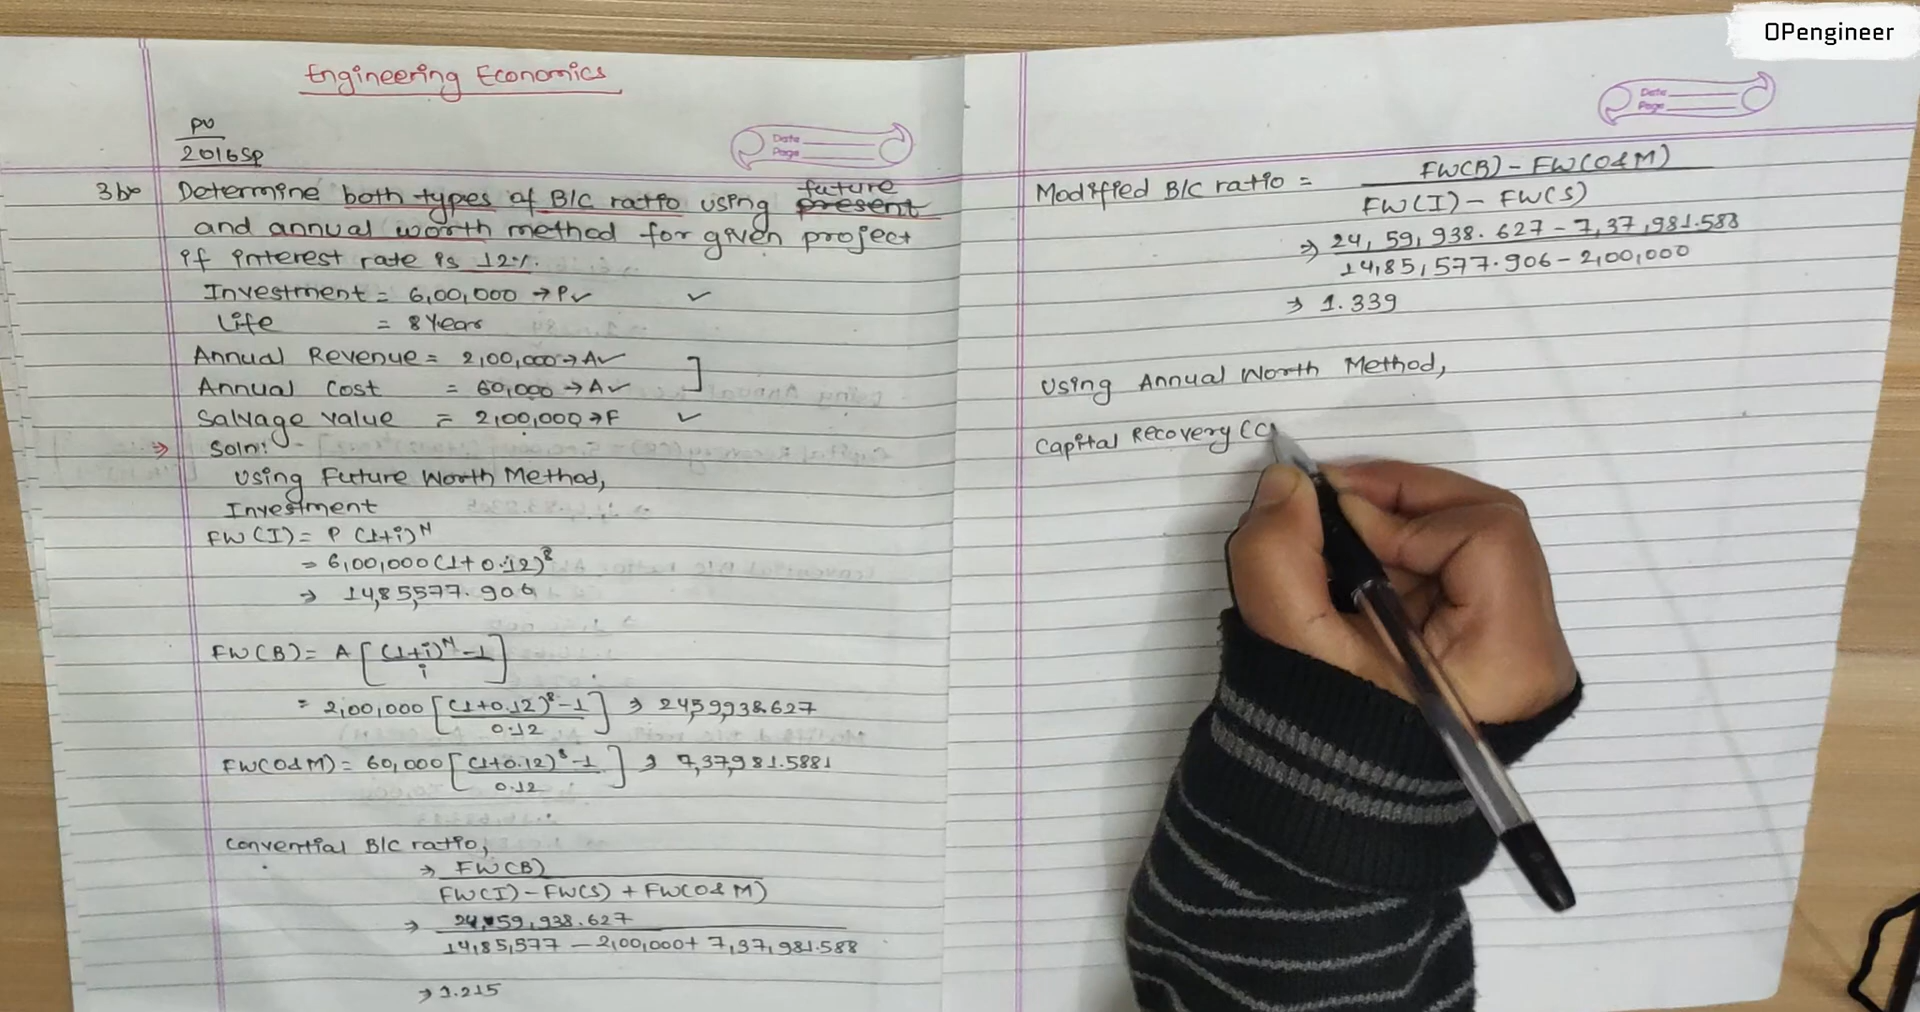 OPengineer
Engineering Economics
PU
2016SP
Date
Page
3b. Determine both types of B/C ratio using present future
and annual worth method for given project
if interest rate is 12%.
Investment = 6,00,000 → P✓ ✓
Life = 8 Year
Annual Revenue = 2,00,000 → A✓ ]
Annual Cost = 60,000 → A✓
Salvage value = 2,00,000 → F ✓
⇒ Soln: -
Using Future Worth Method,
Investment
FW(I) = P (1+i)^N
= 6,00,000 (1+0.12)^8
→ 14,85,577.906
FW(B) = A [ (1+i)^N - 1 / i ]
= 2,00,000 [ (1+0.12)^8 - 1 / 0.12 ] ⇒ 24,59,938.627
FW(O&M) = 60,000 [ (1+0.12)^8 - 1 / 0.12 ] ⇒ 7,37,981.5881
Convential B/C ratio,
→ FW(B)
FW(I) - FW(S) + FW(O&M)
⇒ 24,59,938.627
14,85,577 - 2,00,000 + 7,37,981.588
→ 1.215
Date
Page
Modified B/C ratio = FW(B) - FW(O&M)
FW(I) - FW(S)
⇒ 24,59,938.627 - 7,37,981.588
14,85,577.906 - 2,00,000
⇒ 1.339
Using Annual Worth Method,
Capital Recovery (C